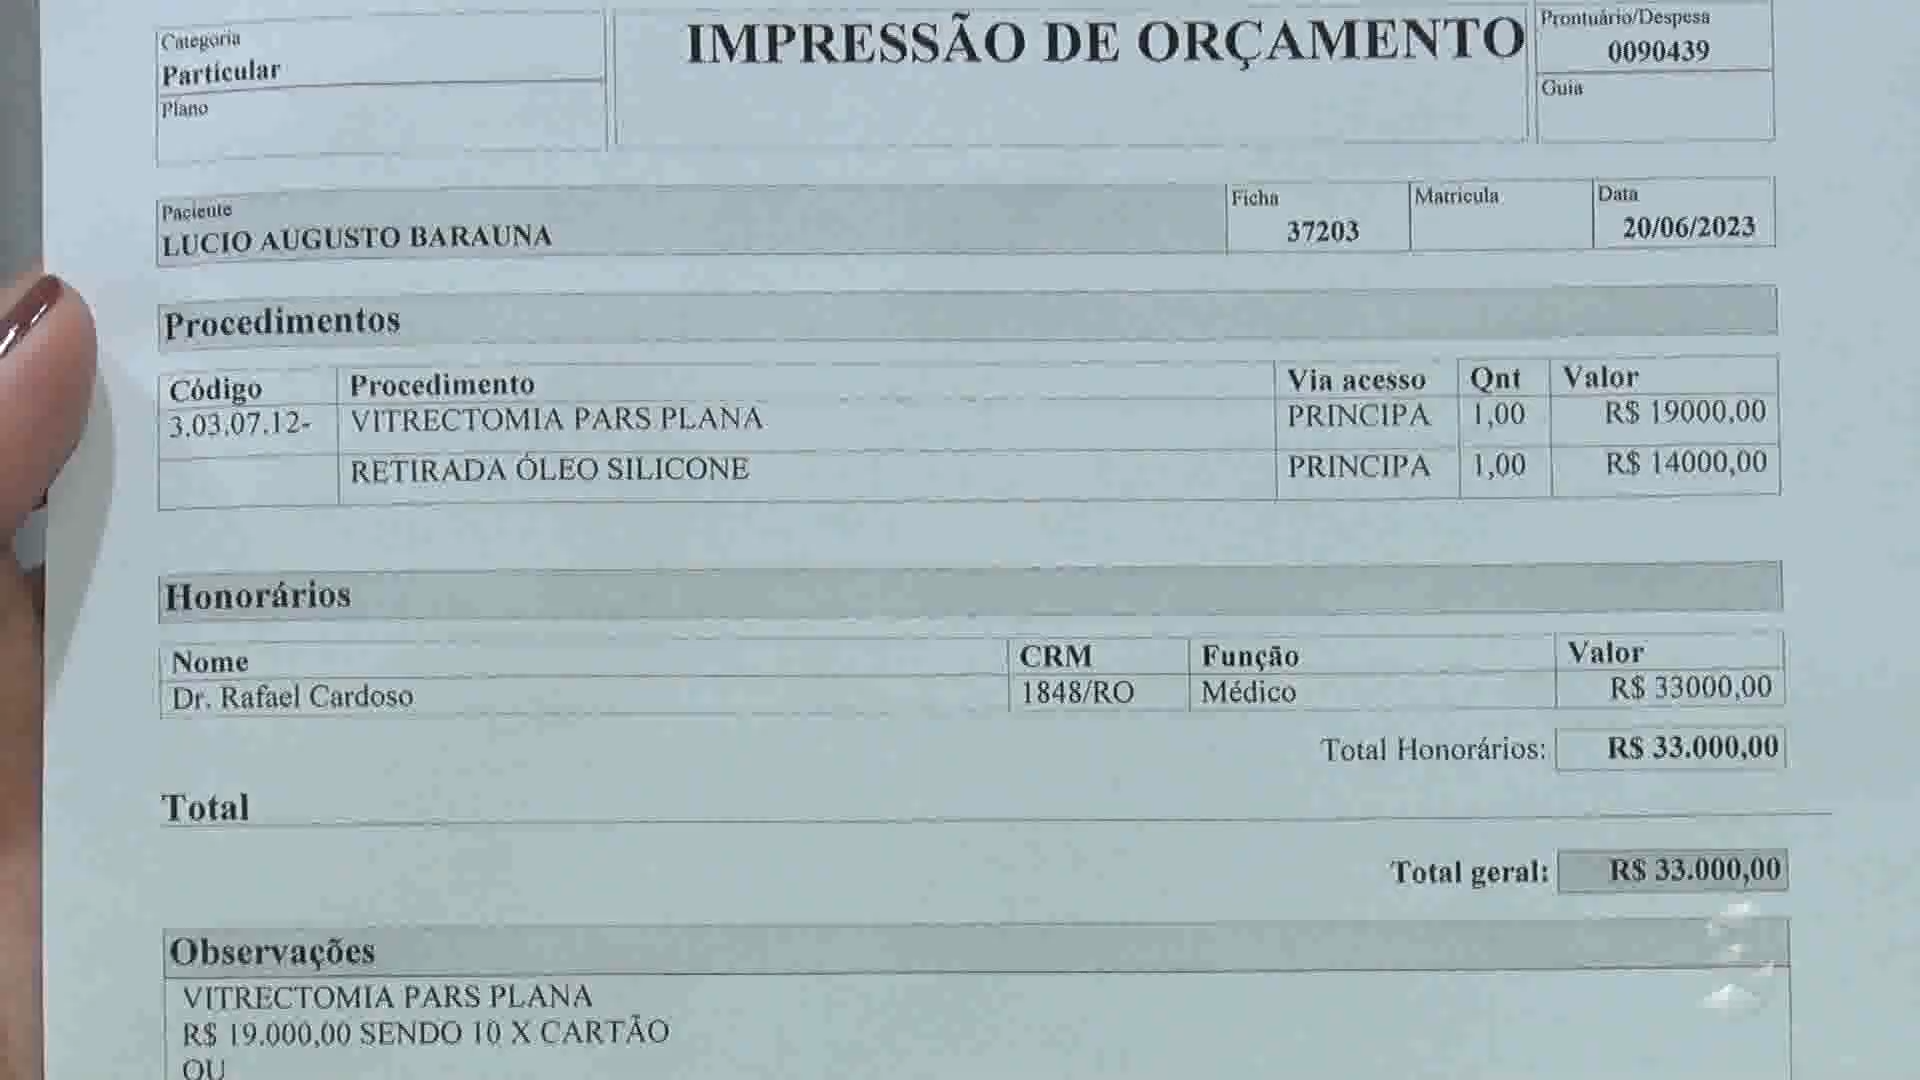 Categoria
Particular
Plano
IMPRESSÃO DE ORÇAMENTO
Prontuário/Despesa
0090439
Guia
Paciente
LUCIO AUGUSTO BARAUNA
Ficha
37203
Matricula
Data
20/06/2023
Procedimentos
Código Procedimento Via acesso Qnt Valor
3.03.07.12- VITRECTOMIA PARS PLANA PRINCIPA 1,00 R$ 19000,00
RETIRADA ÓLEO SILICONE PRINCIPA 1,00 R$ 14000,00
Honorários
Nome CRM Função Valor
Dr. Rafael Cardoso 1848/RO Médico R$ 33000,00
Total Honorários: R$ 33.000,00
Total
Total geral: R$ 33.000,00
Observações
VITRECTOMIA PARS PLANA
R$ 19.000,00 SENDO 10 X CARTÃO
OU